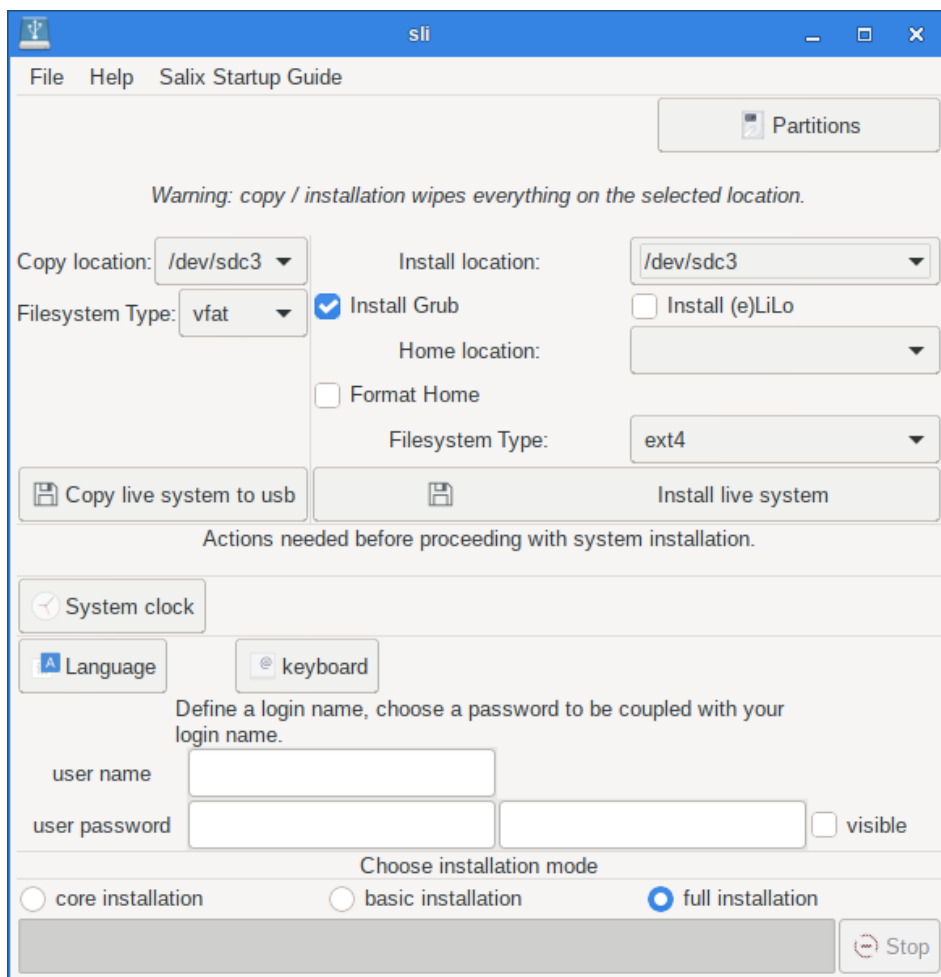 sli
File Help Salix Startup Guide
Partitions
Warning: copy / installation wipes everything on the selected location.
Copy location: /dev/sdc3 Install location: /dev/sdc3
Filesystem Type: vfat Install Grub Install (e)LiLo
Home location:
Format Home
Filesystem Type: ext4
Copy live system to usb Install live system
Actions needed before proceeding with system installation.
System clock
Language keyboard
Define a login name, choose a password to be coupled with your
login name.
user name
user password visible
Choose installation mode
core installation basic installation full installation
Stop